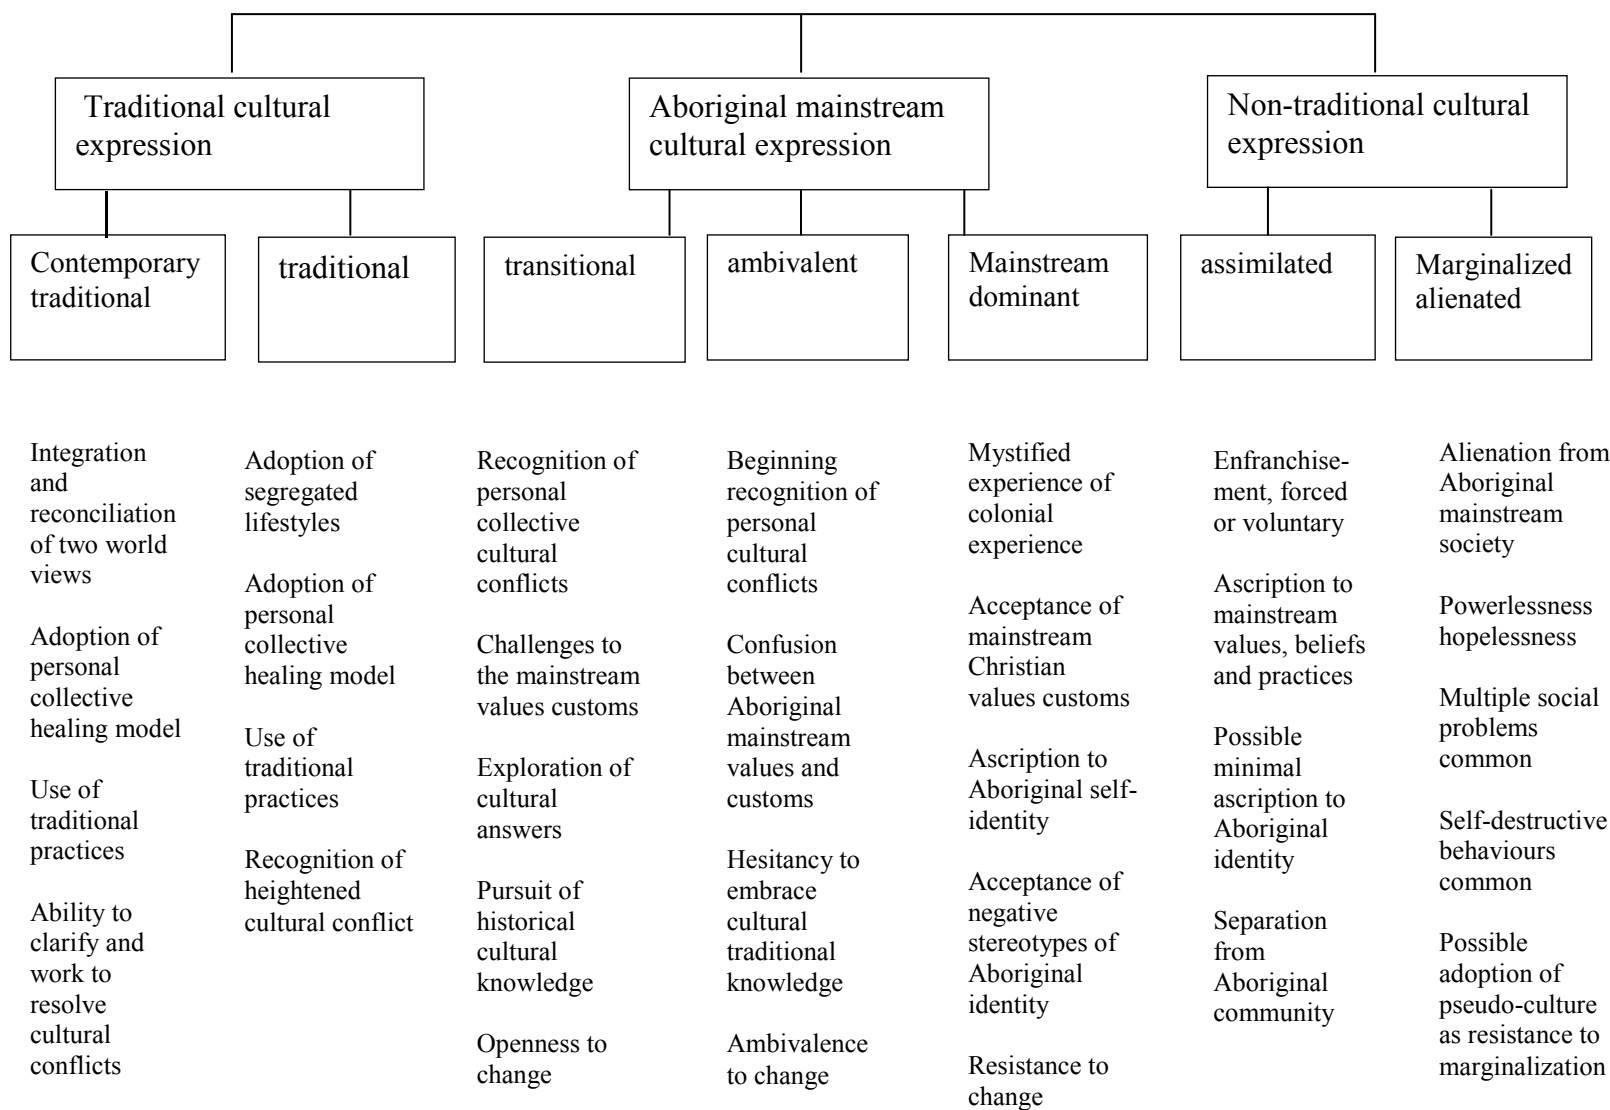 Traditional cultural
expression
Aboriginal mainstream
cultural expression
Non-traditional cultural
expression
Contemporary
traditional
traditional
transitional
ambivalent
Mainstream
dominant
assimilated
Marginalized
alienated
Integration
and
reconciliation
of two world
views
Adoption of
personal
collective
healing model
Use of
traditional
practices
Ability to
clarify and
work to
resolve
cultural
conflicts
Adoption of
segregated
lifestyles
Adoption of
personal
collective
healing model
Use of
traditional
practices
Recognition of
heightened
cultural conflict
Recognition of
personal
collective
cultural
conflicts
Challenges to
the mainstream
values customs
Exploration of
cultural
answers
Pursuit of
historical
cultural
knowledge
Openness to
change
Beginning
recognition of
personal
cultural
conflicts
Confusion
between
Aboriginal
mainstream
values and
customs
Hesitancy to
embrace
cultural
traditional
knowledge
Ambivalence
to change
Mystified
experience of
colonial
experience
Acceptance of
mainstream
Christian
values customs
Ascription to
Aboriginal self-
identity
Acceptance of
negative
stereotypes of
Aboriginal
identity
Resistance to
change
Enfranchise-
ment, forced
or voluntary
Ascription to
mainstream
values, beliefs
and practices
Possible
minimal
ascription to
Aboriginal
identity
Separation
from
Aboriginal
community
Alienation from
Aboriginal
mainstream
society
Powerlessness
hopelessness
Multiple social
problems
common
Self-destructive
behaviours
common
Possible
adoption of
pseudo-culture
as resistance to
marginalization